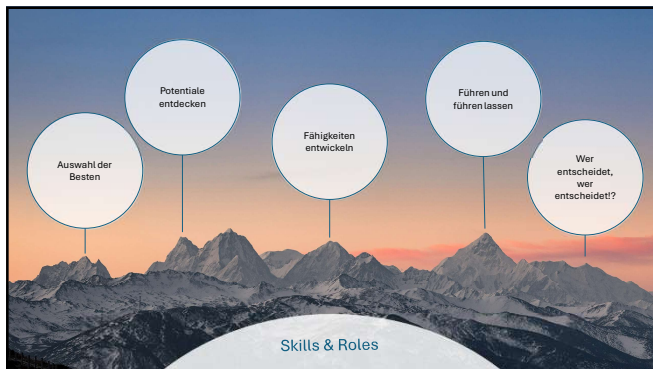 Auswahl der
Besten
Potentiale
entdecken
Fähigkeiten
entwickeln
Führen und
führen lassen
Wer
entscheidet,
wer
entscheidet!?
Skills & Roles